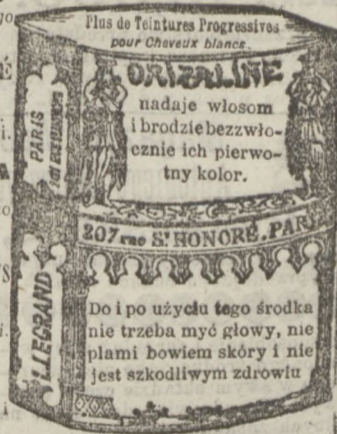 Plus de Teintures Progressives
pour Cheveux blancs.
ORIZALINE
nadaje włosom
i brodzie bezzwło-
cznie ich pierwo-
tny kolor.
PARIS
207 rue St. HONORÉ. PARIS
L. LEGRAND
Do i po użyciu tego środka
nie trzeba myć głowy, nie
plami bowiem skóry i nie
jest szkodliwym zdrowiu